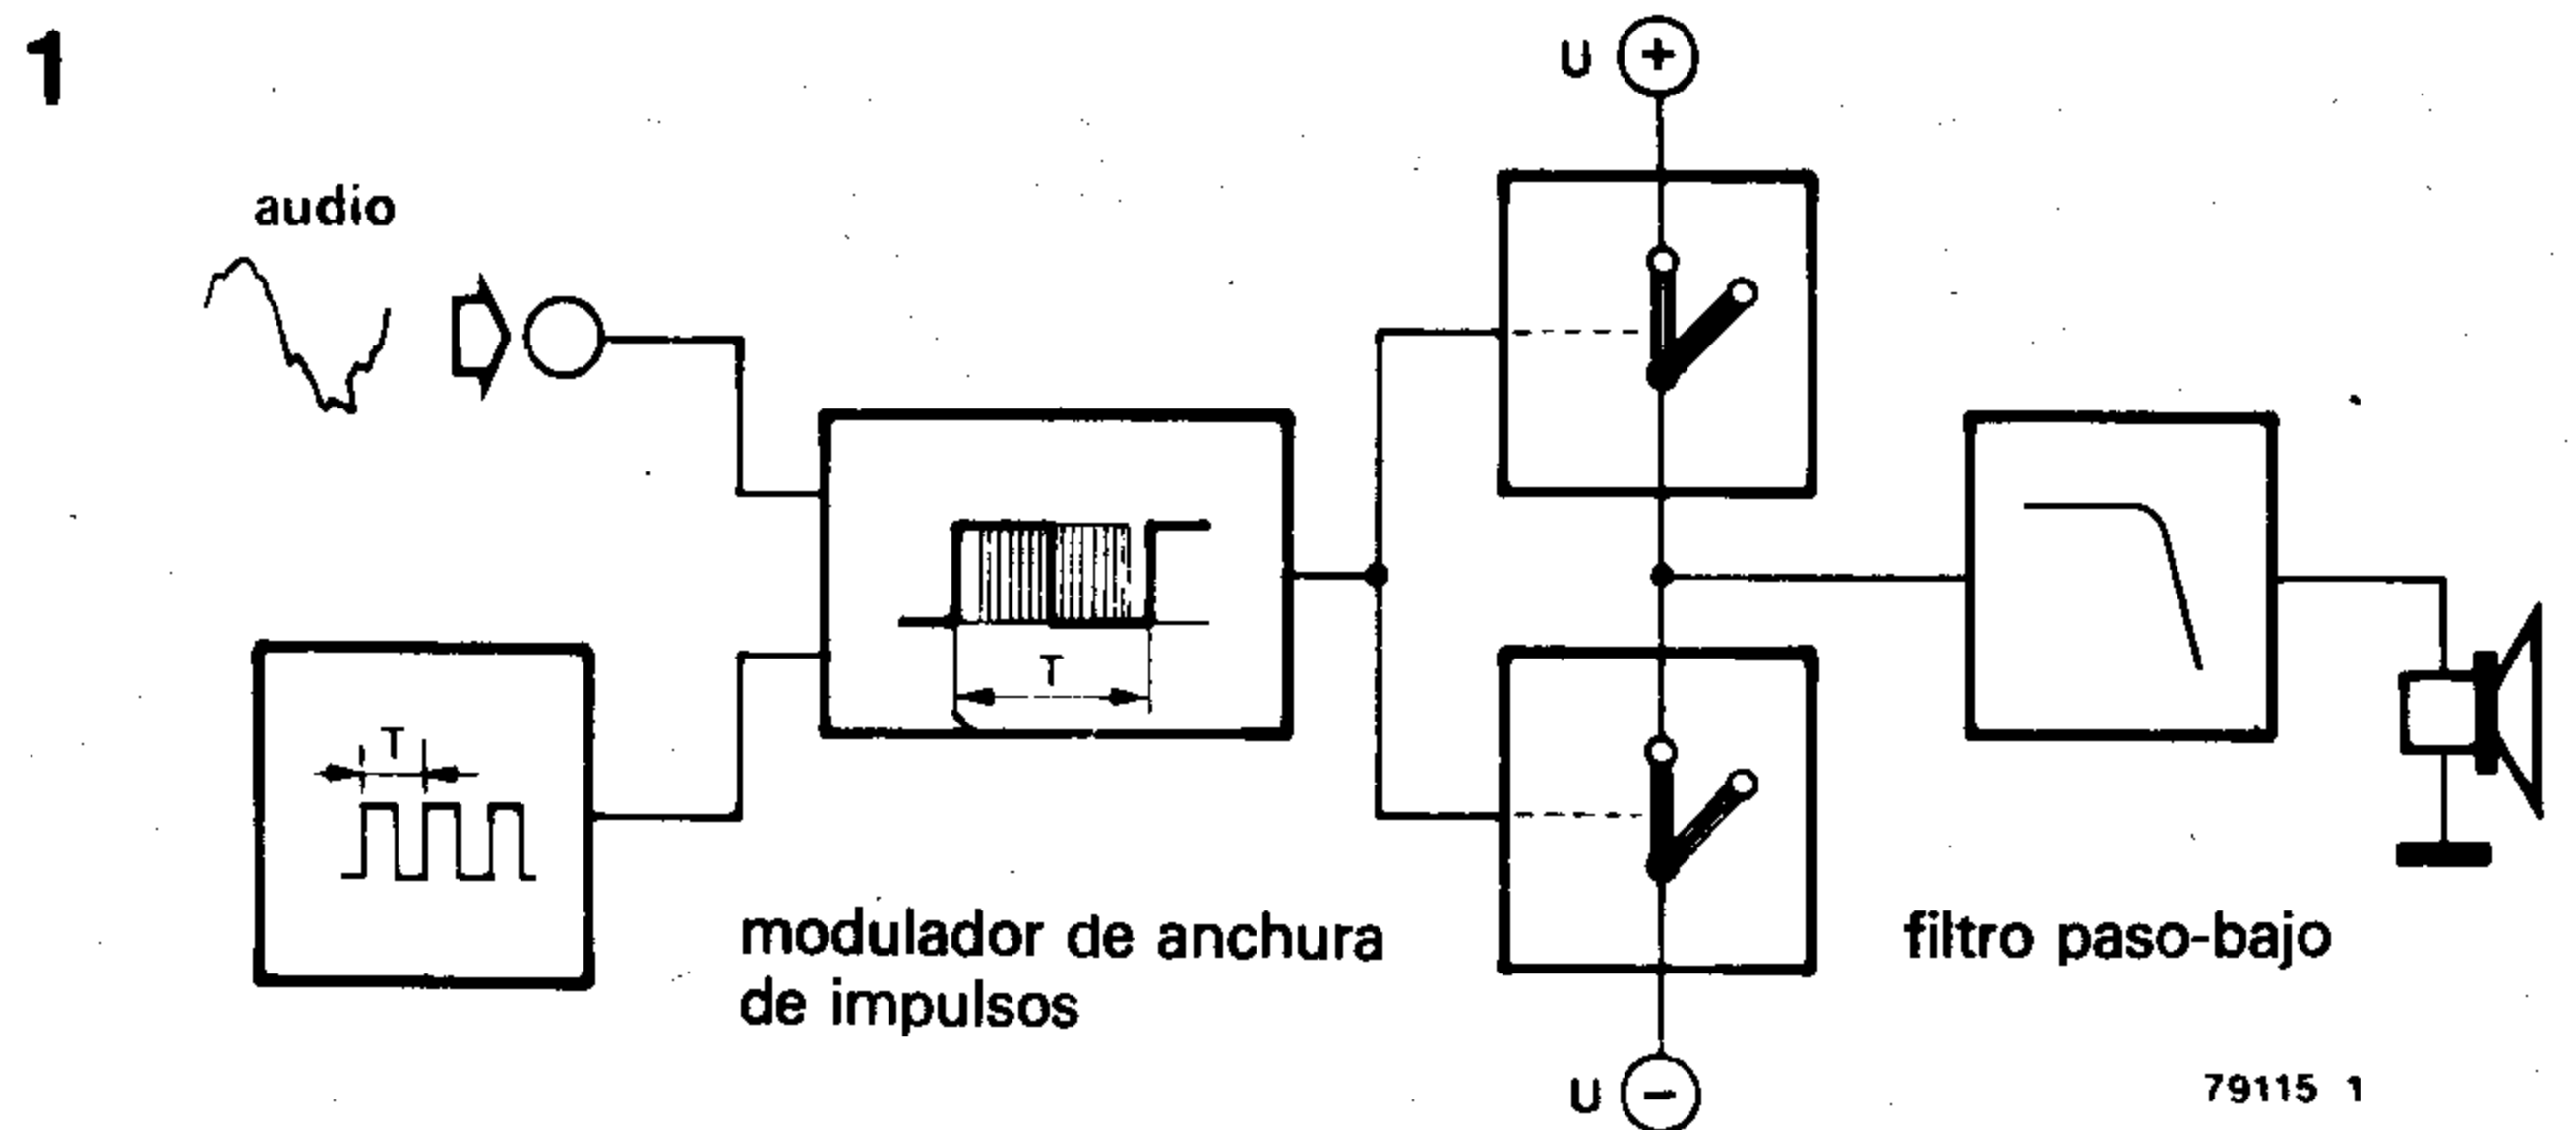 1
audio
U +
T
T
modulador de anchura
de impulsos
filtro paso-bajo
U −
79115 1